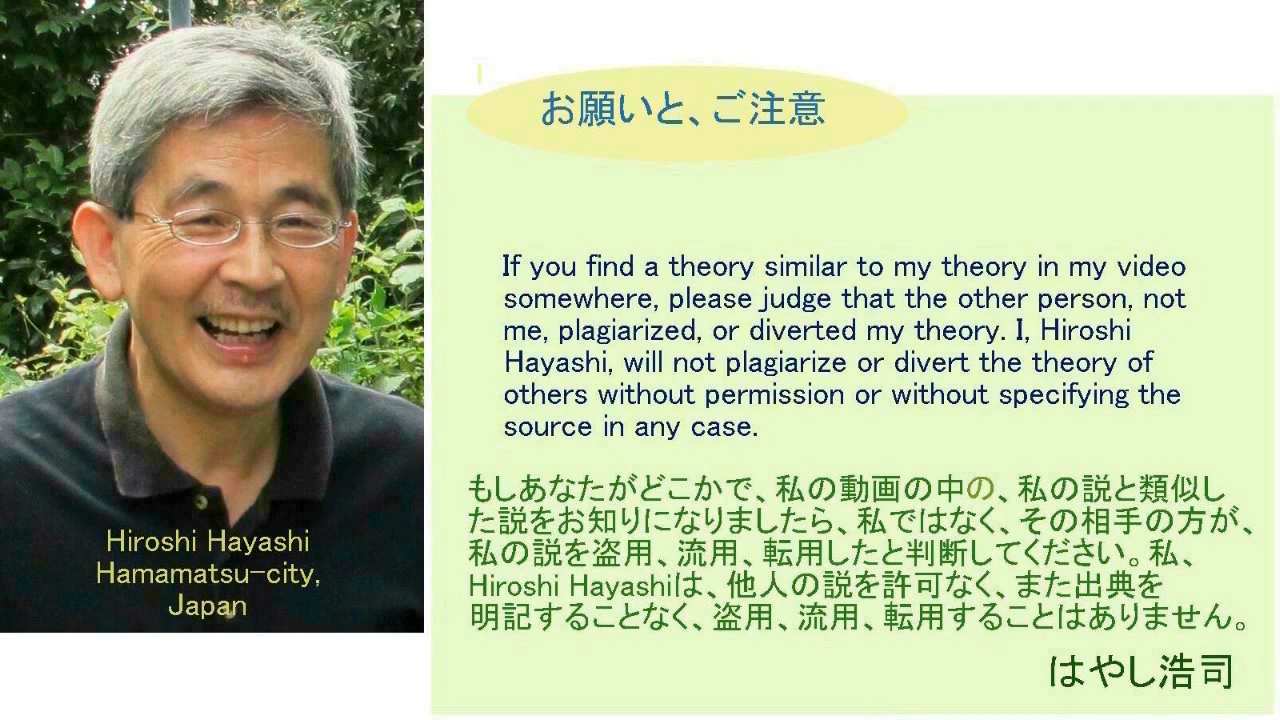 お願いと、ご注意
If you find a theory similar to my theory in my video
somewhere, please judge that the other person, not
me, plagiarized, or diverted my theory. I, Hiroshi
Hayashi, will not plagiarize or divert the theory of
others without permission or without specifying the
source in any case.
もしあなたがどこかで、私の動画の中の、私の説と類似し
た説をお知りになりましたら、私ではなく、その相手の方が、
私の説を盗用、流用、転用したと判断してください。私、
Hiroshi Hayashiは、他人の説を許可なく、また出典を
明記することなく、盗用、流用、転用することはありません。
はやし浩司
Hiroshi Hayashi
Hamamatsu-city,
Japan